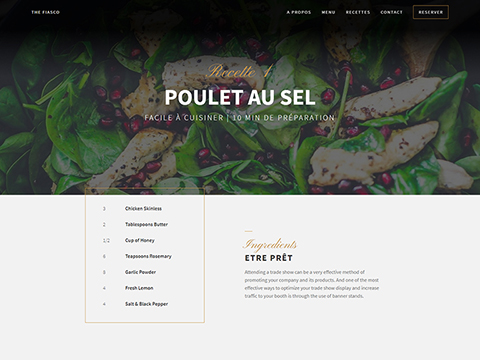 THE FIASCO
A PROPOS MENU RECETTES CONTACT RESERVER
Recette 1
POULET AU SEL
FACILE À CUISINER | 10 MIN DE PRÉPARATION
3 Chicken Skinless
2 Tablespoons Butter
1/2 Cup of Honey
8 Teaspoons Rosemary
8 Garlic Powder
4 Fresh Loman
4 Salt & Black Pepper
Ingredients
ETRE PRÊT
Attending a trade show can be a very effective method of
promoting your company and its products. And one of the most
effective ways to optimize your trade show display and increase
traffic to your booth is through the use of banner stands.